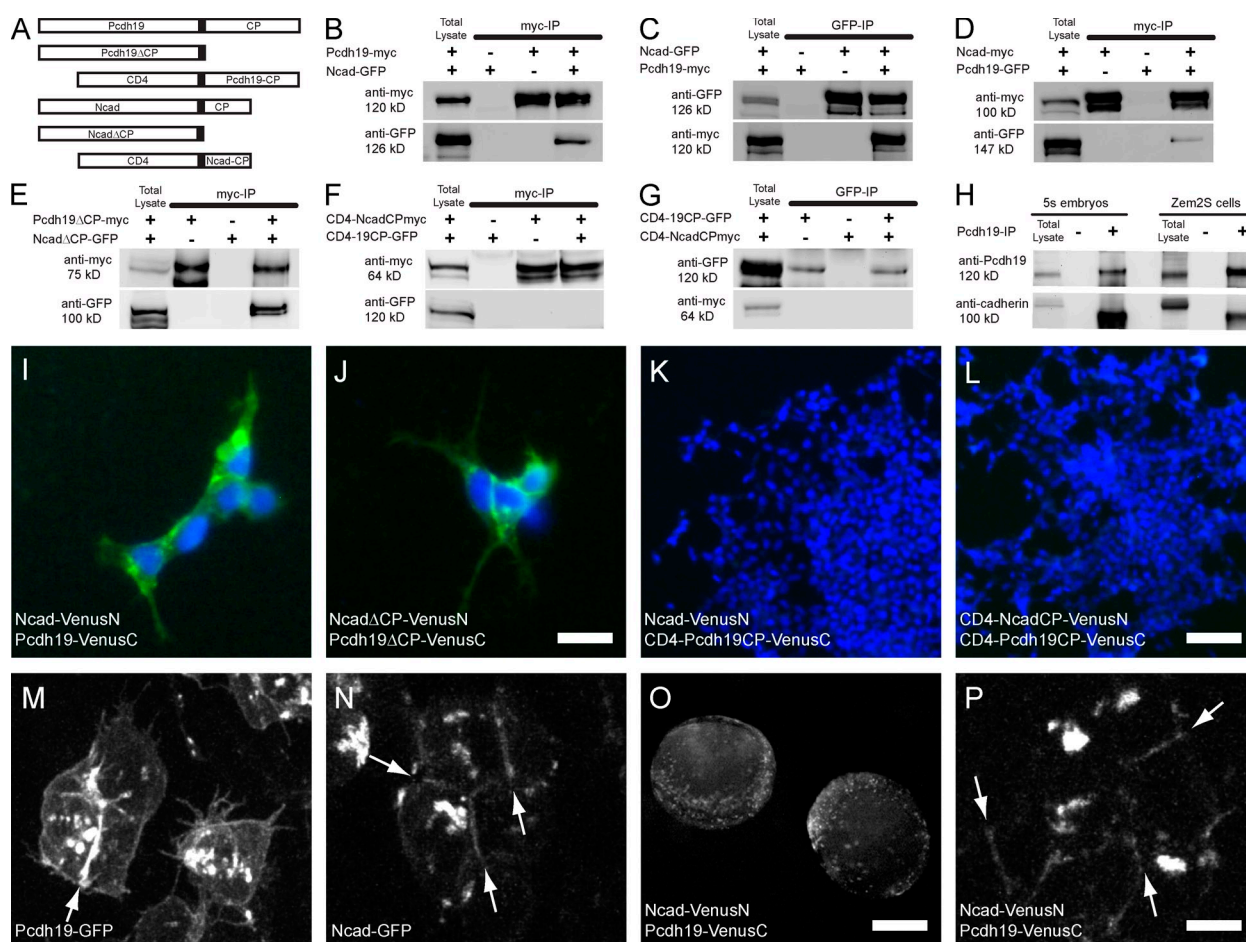 A
Pcdh19 CP
Pcdh19ΔCP
CD4 Pcdh19-CP
Ncad CP
NcadΔCP
CD4 Ncad-CP
B
Total Lysate
myc-IP
Pcdh19-myc + - + +
Ncad-GFP + + - +
anti-myc
120 kD
anti-GFP
126 kD
C
Total Lysate
GFP-IP
Ncad-GFP + - + +
Pcdh19-myc + + - +
anti-GFP
126 kD
anti-myc
120 kD
D
Total Lysate
myc-IP
Ncad-myc + + - +
Pcdh19-GFP + - + +
anti-myc
100 kD
anti-GFP
147 kD
E
Total Lysate
myc-IP
Pcdh19ΔCP-myc + + - +
NcadΔCP-GFP + - + +
anti-myc
75 kD
anti-GFP
100 kD
F
Total Lysate
myc-IP
CD4-NcadCPmyc + - + +
CD4-19CP-GFP + + - +
anti-myc
64 kD
anti-GFP
120 kD
G
Total Lysate
GFP-IP
CD4-19CP-GFP + + - +
CD4-NcadCPmyc + - + +
anti-GFP
120 kD
anti-myc
64 kD
H
5s embryos Zem2S cells
Pcdh19-IP Total Lysate - + Total Lysate - +
anti-Pcdh19
120 kD
anti-cadherin
100 kD
I
Ncad-VenusN
Pcdh19-VenusC
J
NcadΔCP-VenusN
Pcdh19ΔCP-VenusC
K
Ncad-VenusN
CD4-Pcdh19CP-VenusC
L
CD4-NcadCP-VenusN
CD4-Pcdh19CP-VenusC
M
Pcdh19-GFP
N
Ncad-GFP
O
Ncad-VenusN
Pcdh19-VenusC
P
Ncad-VenusN
Pcdh19-VenusC